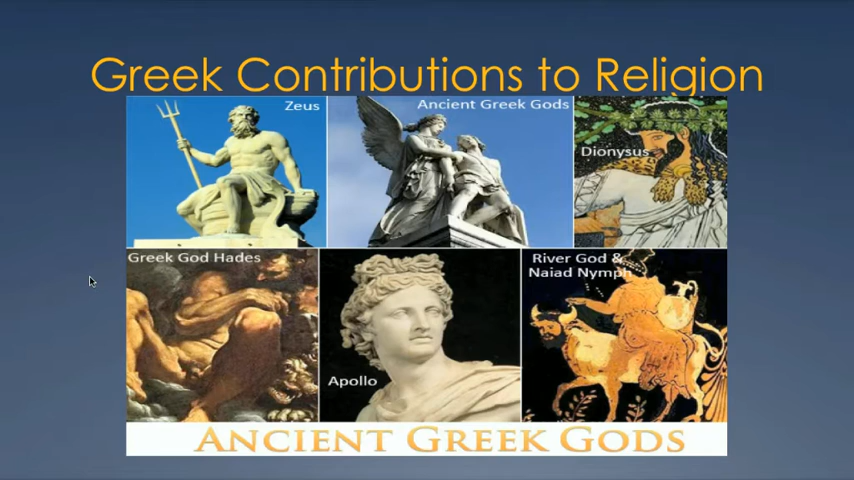 Greek Contributions to Religion
Zeus
Ancient Greek Gods
Dionysus
Greek God Hades
Apollo
River God &
Naiad Nymph
ANCIENT GREEK GODS